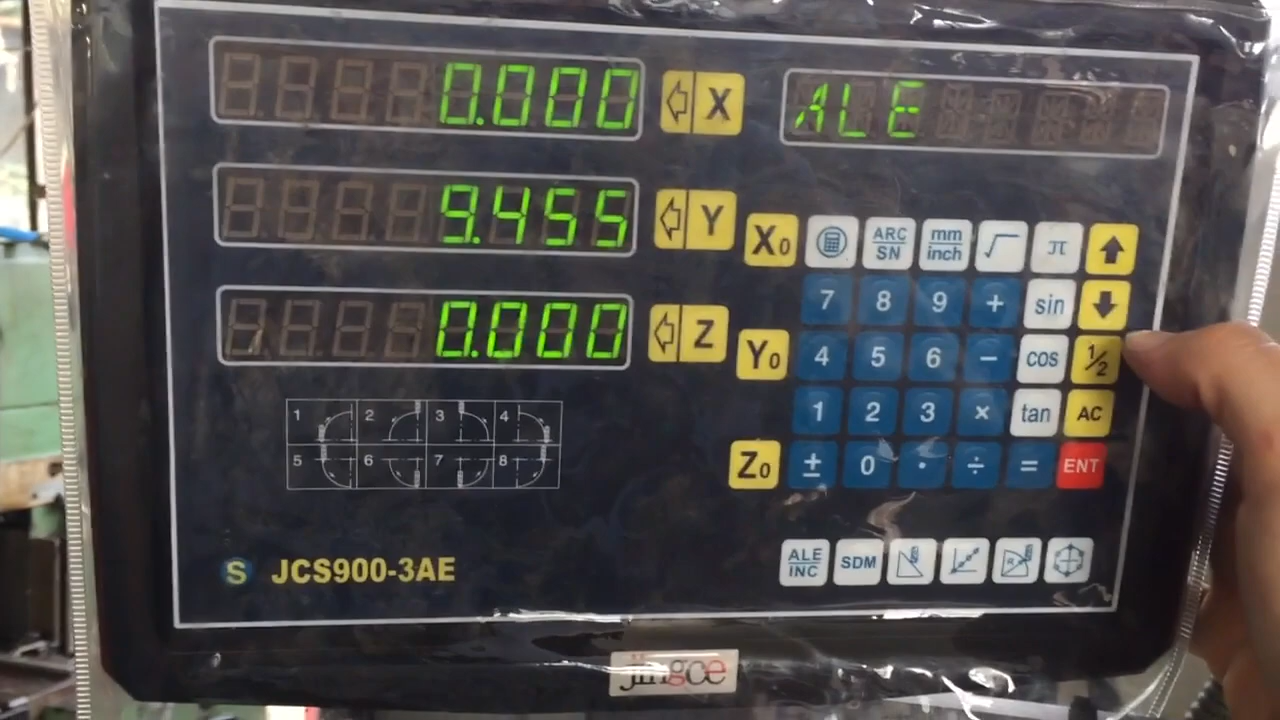 0.000 X ALE
9.455 Y
0.000 Z
X0 ARC SN mm inch √ π
7 8 9 + sin
Y0 4 5 6 − cos 1/2
1 2 3 × tan AC
Z0 ± 0 · ÷ = ENT
1 2 3 4
5 6 7 8
S JCS900-3AE
ALE INC SDM R
jingce